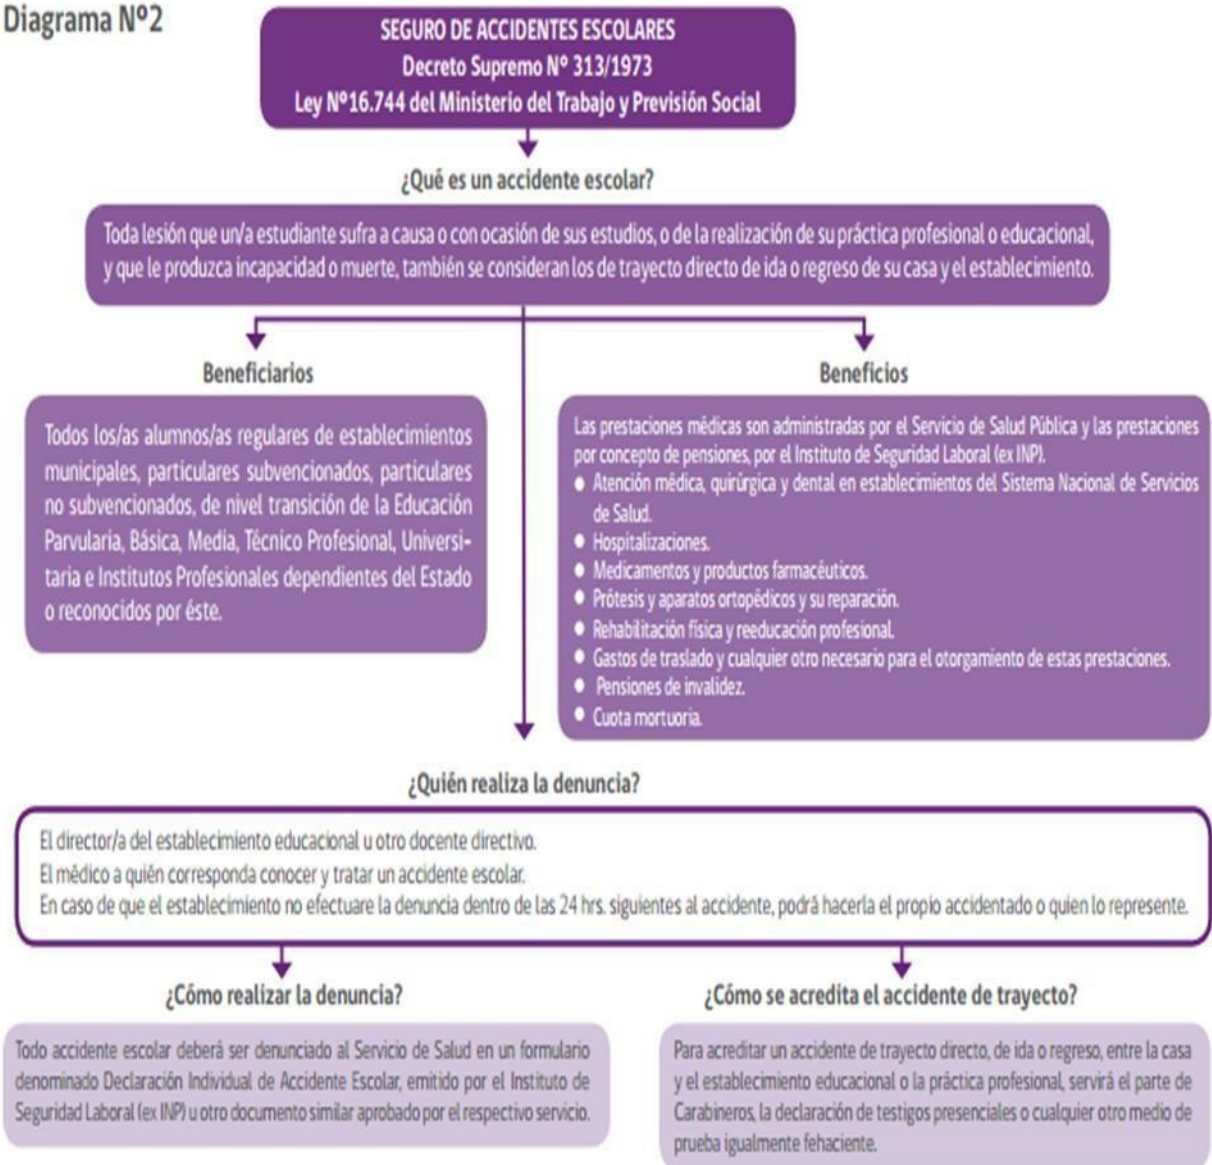 Diagrama Nº2
SEGURO DE ACCIDENTES ESCOLARES
Decreto Supremo Nº 313/1973
Ley Nº16.744 del Ministerio del Trabajo y Previsión Social
¿Qué es un accidente escolar?
Toda lesión que un/a estudiante sufra a causa o con ocasión de sus estudios, o de la realización de su práctica profesional o educacional,
y que le produzca incapacidad o muerte, también se consideran los de trayecto directo de ida o regreso de su casa y el establecimiento.
Beneficiarios
Todos los/as alumnos/as regulares de establecimientos
municipales, particulares subvencionados, particulares
no subvencionados, de nivel transición de la Educación
Parvularia, Básica, Media, Técnico Profesional, Universi-
taria e Institutos Profesionales dependientes del Estado
o reconocidos por éste.
Beneficios
Las prestaciones médicas son administradas por el Servicio de Salud Pública y las prestaciones
por concepto de pensiones, por el Instituto de Seguridad Laboral (ex INP).
● Atención médica, quirúrgica y dental en establecimientos del Sistema Nacional de Servicios
de Salud.
● Hospitalizaciones.
● Medicamentos y productos farmacéuticos.
● Prótesis y aparatos ortopédicos y su reparación.
● Rehabilitación física y reeducación profesional.
● Gastos de traslado y cualquier otro necesario para el otorgamiento de estas prestaciones.
● Pensiones de invalidez.
● Cuota mortuoria.
¿Quién realiza la denuncia?
El director/a del establecimiento educacional u otro docente directivo.
El médico a quién corresponda conocer y tratar un accidente escolar.
En caso de que el establecimiento no efectuare la denuncia dentro de las 24 hrs. siguientes al accidente, podrá hacerla el propio accidentado o quien lo represente.
¿Cómo realizar la denuncia?
Todo accidente escolar deberá ser denunciado al Servicio de Salud en un formulario
denominado Declaración Individual de Accidente Escolar, emitido por el Instituto de
Seguridad Laboral (ex INP) u otro documento similar aprobado por el respectivo servicio.
¿Cómo se acredita el accidente de trayecto?
Para acreditar un accidente de trayecto directo, de ida o regreso, entre la casa
y el establecimiento educacional o la práctica profesional, servirá el parte de
Carabineros, la declaración de testigos presenciales o cualquier otro medio de
prueba igualmente fehaciente.